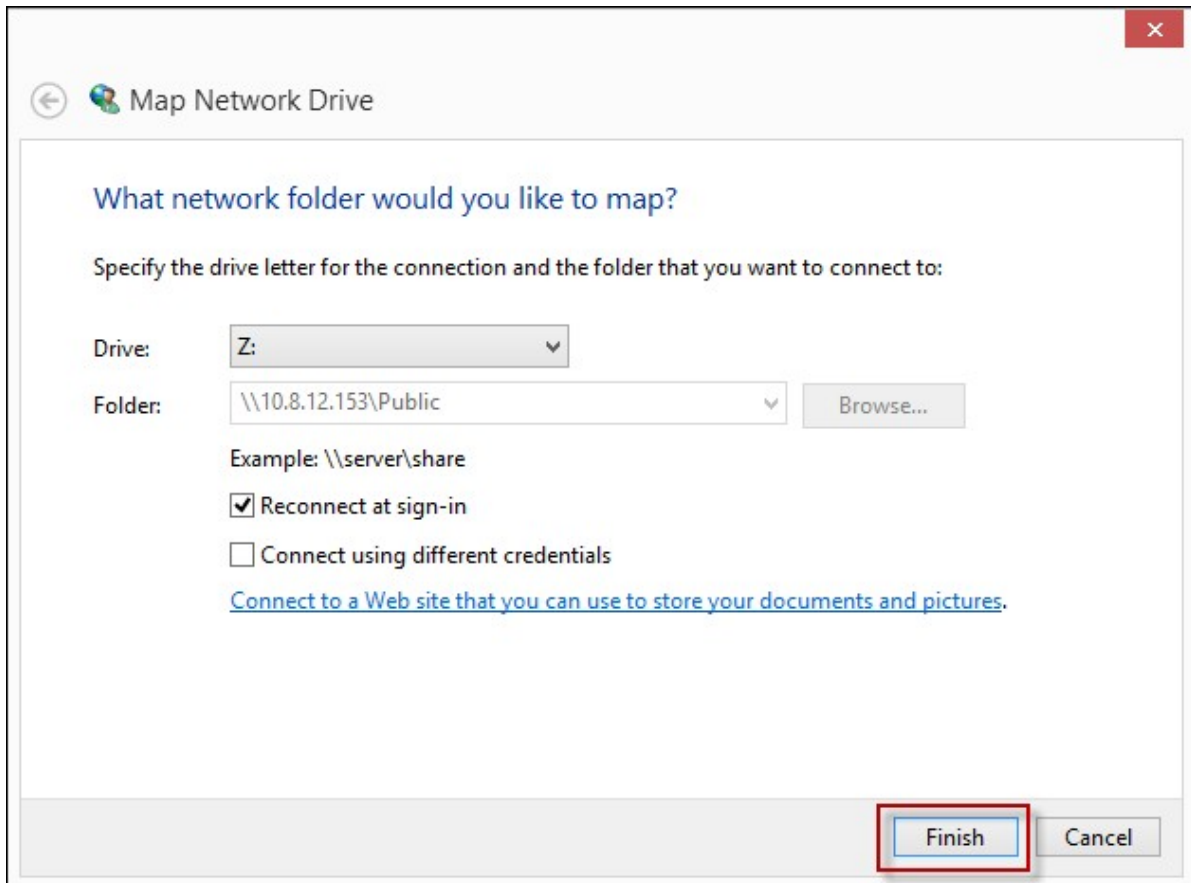 Map Network Drive
What network folder would you like to map?
Specify the drive letter for the connection and the folder that you want to connect to:
Drive: Z:
Folder: \\10.8.12.153\Public Browse...
Example: \\server\share
Reconnect at sign-in
Connect using different credentials
Connect to a Web site that you can use to store your documents and pictures.
Finish Cancel